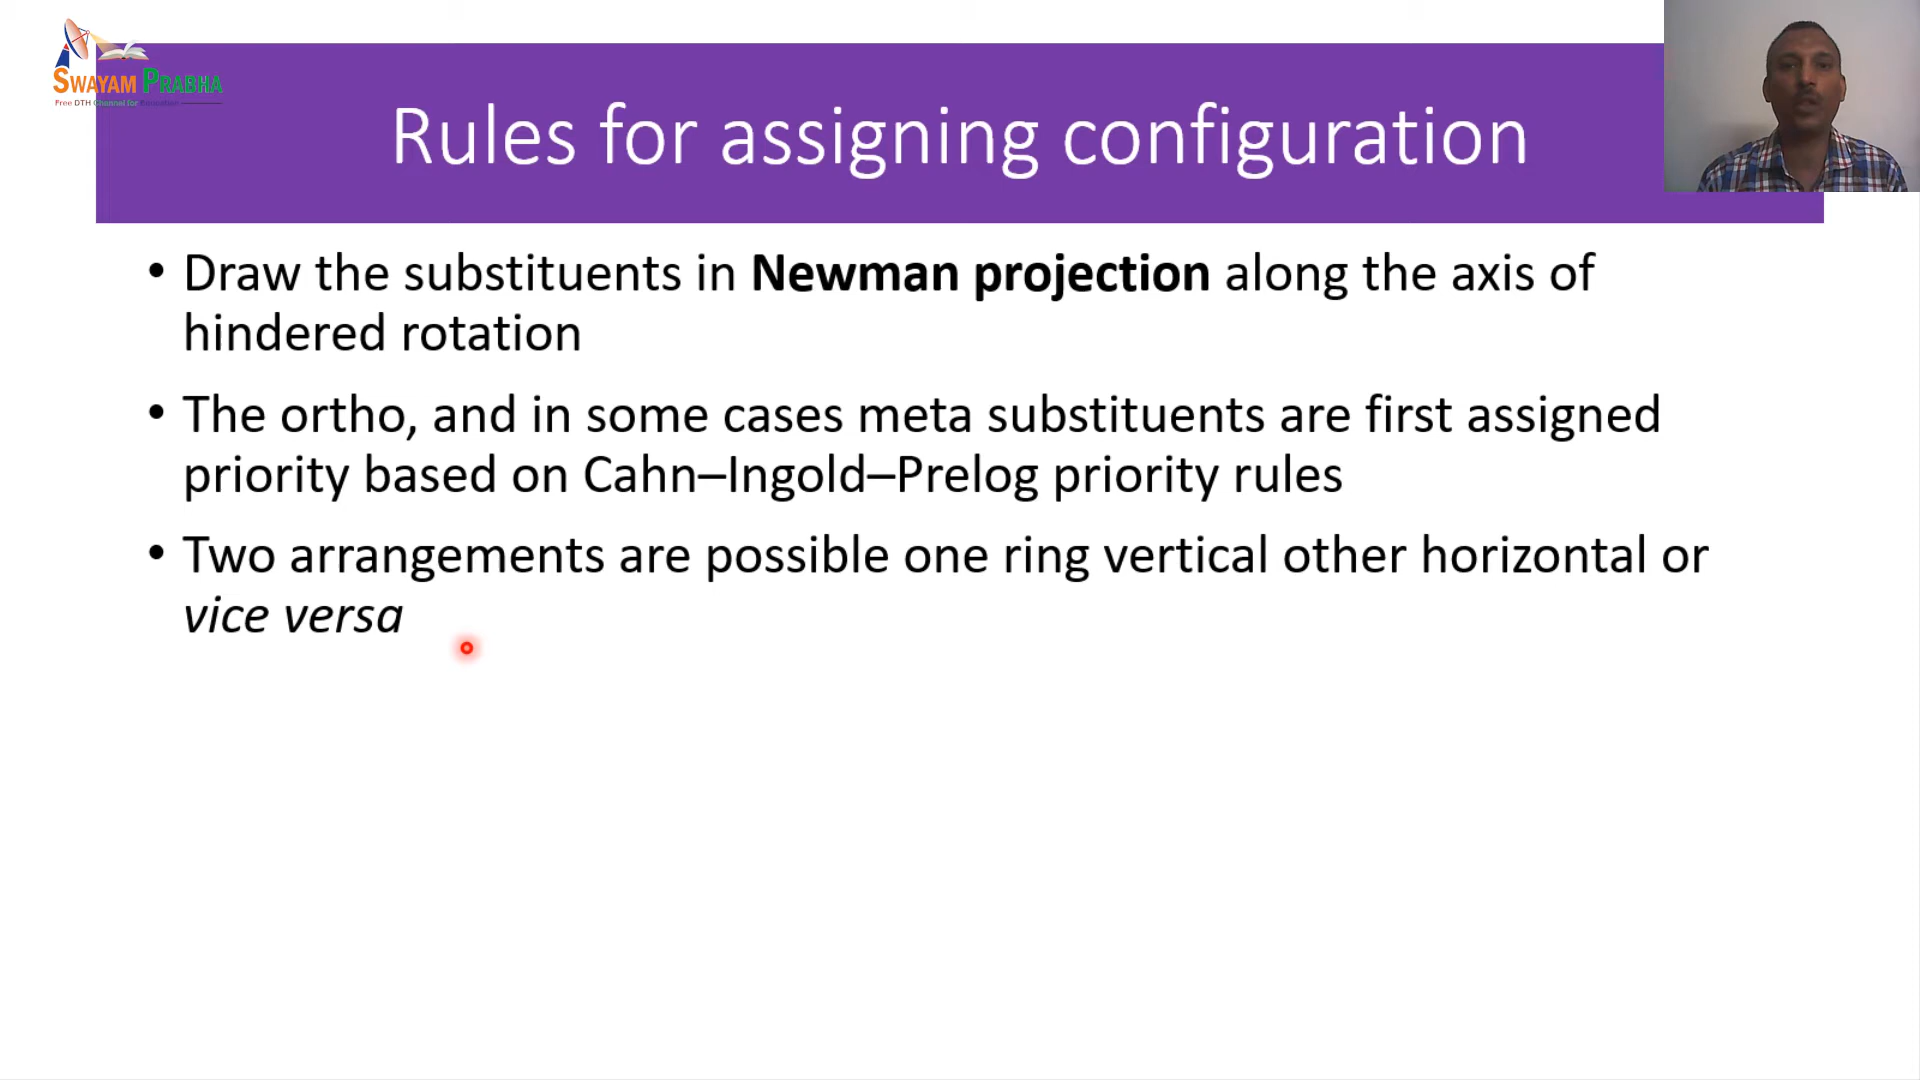 SWAYAM PRABHA
Free DTH Channel for Education
Rules for assigning configuration
• Draw the substituents in Newman projection along the axis of
hindered rotation
• The ortho, and in some cases meta substituents are first assigned
priority based on Cahn–Ingold–Prelog priority rules
• Two arrangements are possible one ring vertical other horizontal or
vice versa